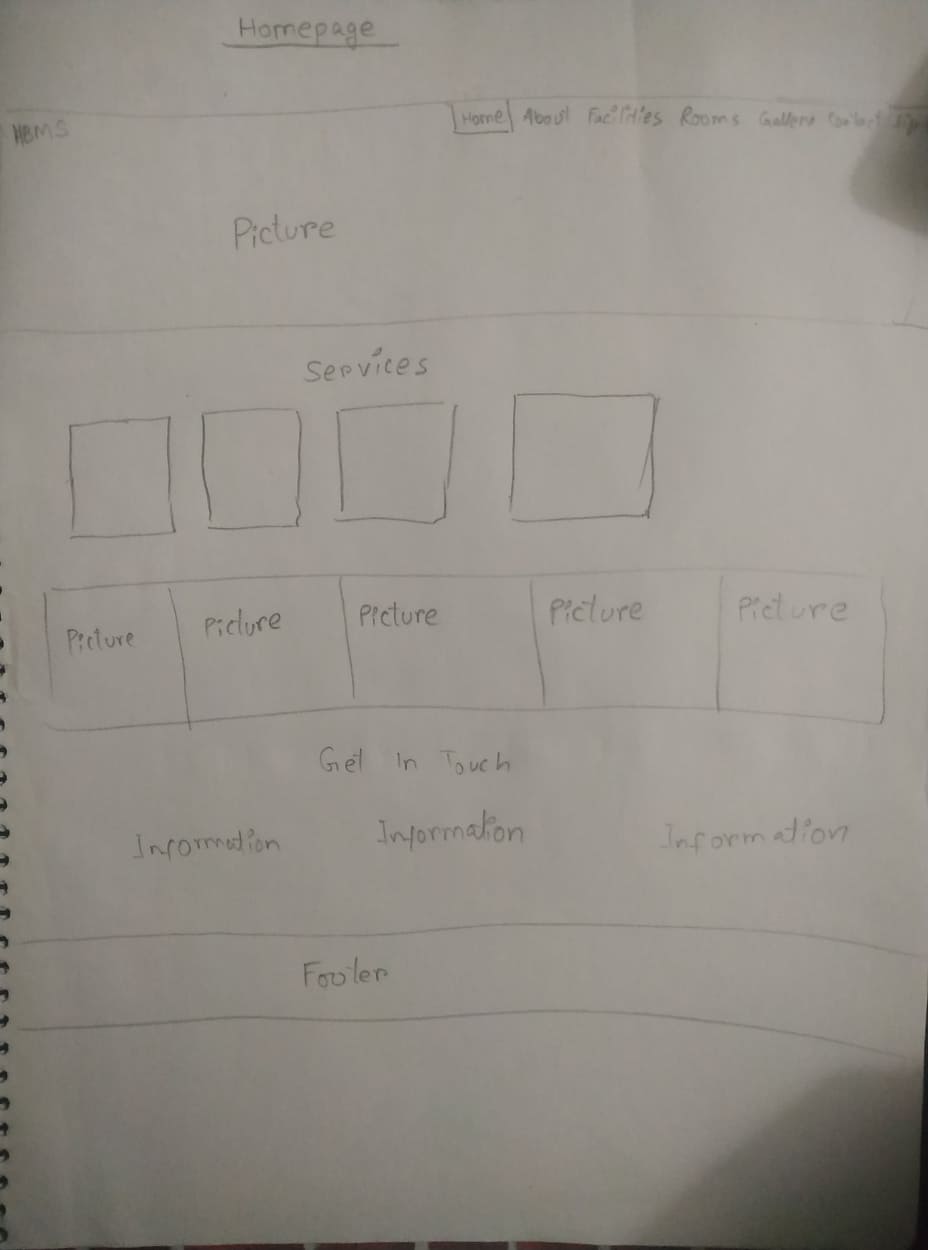 Homepage
HBMS Home About Facilities Rooms Gallery Contact
Picture
Services
Picture Picture Picture Picture Picture
Get In Touch
Information Information Information
Footer